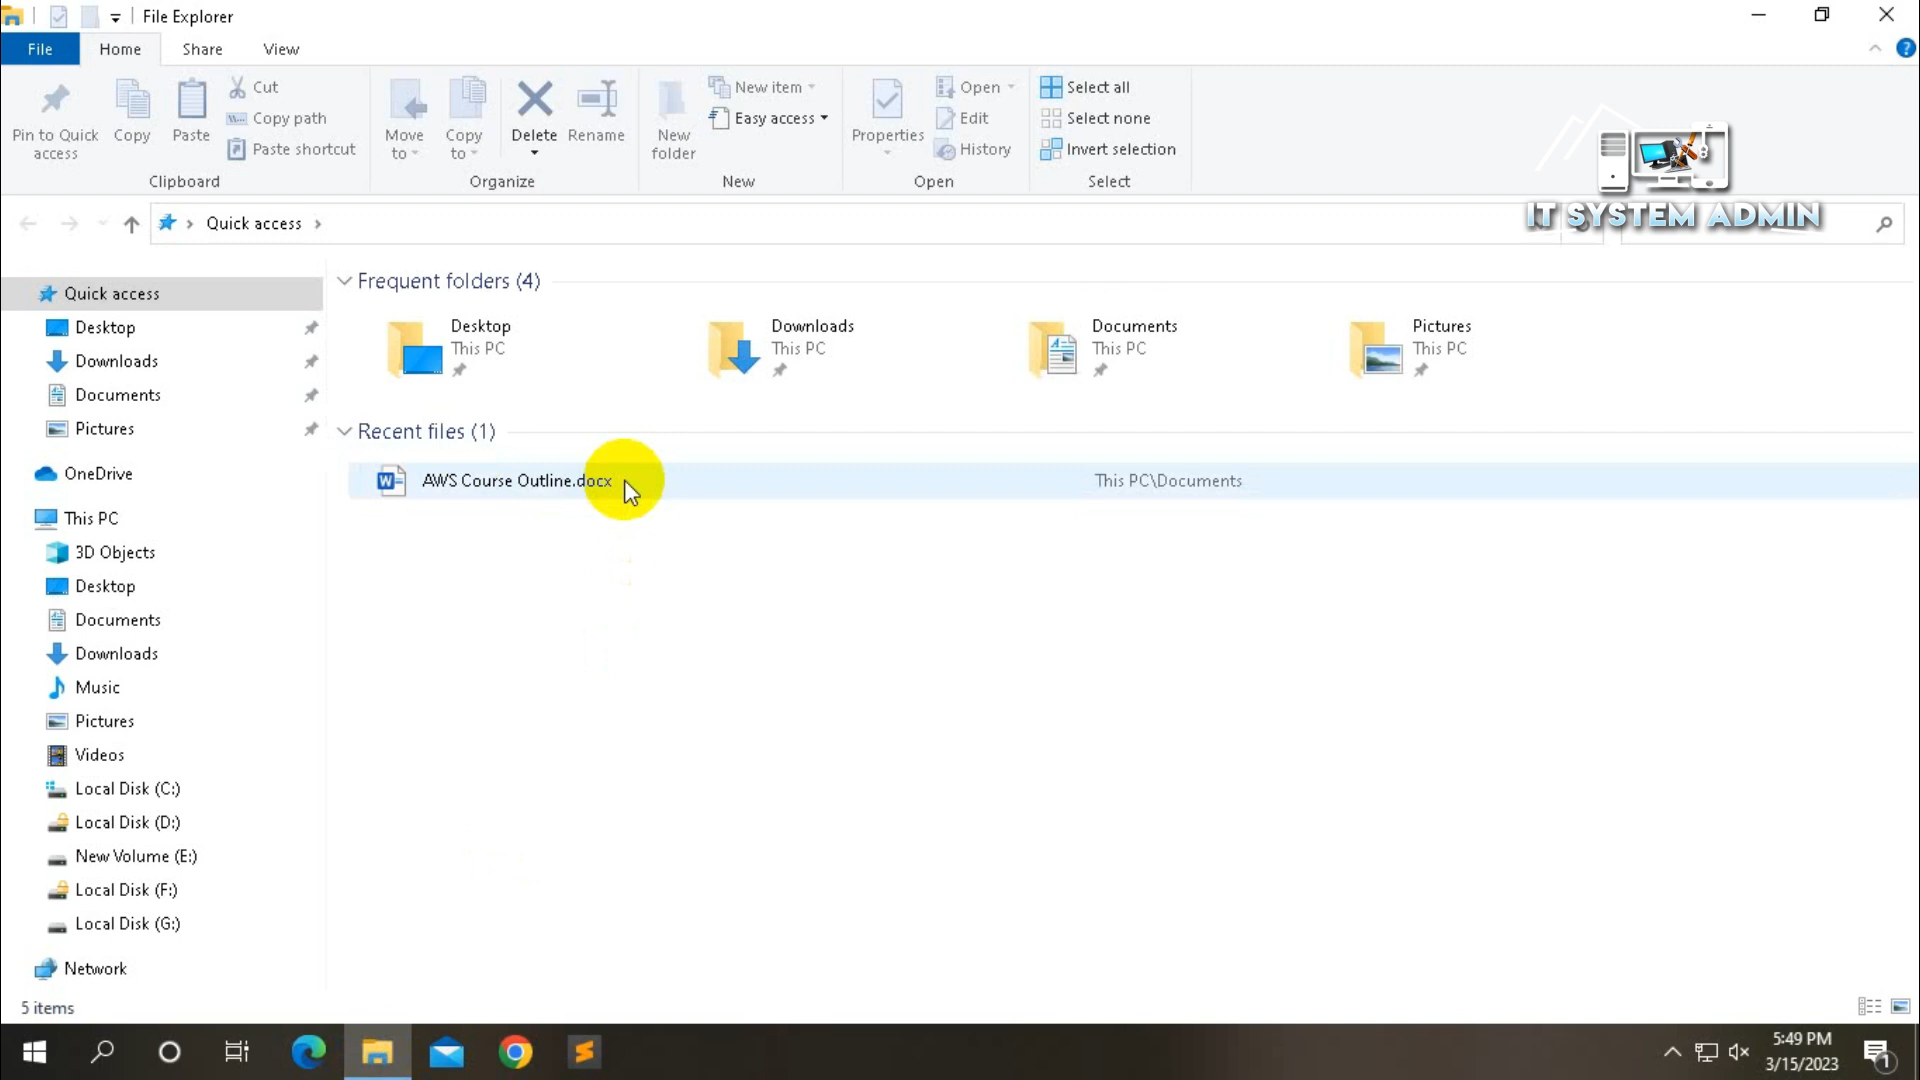 File Explorer
File Home Share View
Pin to Quick access
Copy
Paste
Cut
Copy path
Paste shortcut
Clipboard
Move to
Copy to
Delete
Rename
Organize
New folder
New item
Easy access
New
Properties
Open
Edit
History
Open
Select all
Select none
Invert selection
Select
IT SYSTEM ADMIN
Quick access
Quick access
Desktop
Downloads
Documents
Pictures
OneDrive
This PC
3D Objects
Desktop
Documents
Downloads
Music
Pictures
Videos
Local Disk (C:)
Local Disk (D:)
New Volume (E:)
Local Disk (F:)
Local Disk (G:)
Network
Frequent folders (4)
Desktop
This PC
Downloads
This PC
Documents
This PC
Pictures
This PC
Recent files (1)
AWS Course Outline.docx This PC\Documents
5 items
5:49 PM
3/15/2023
1